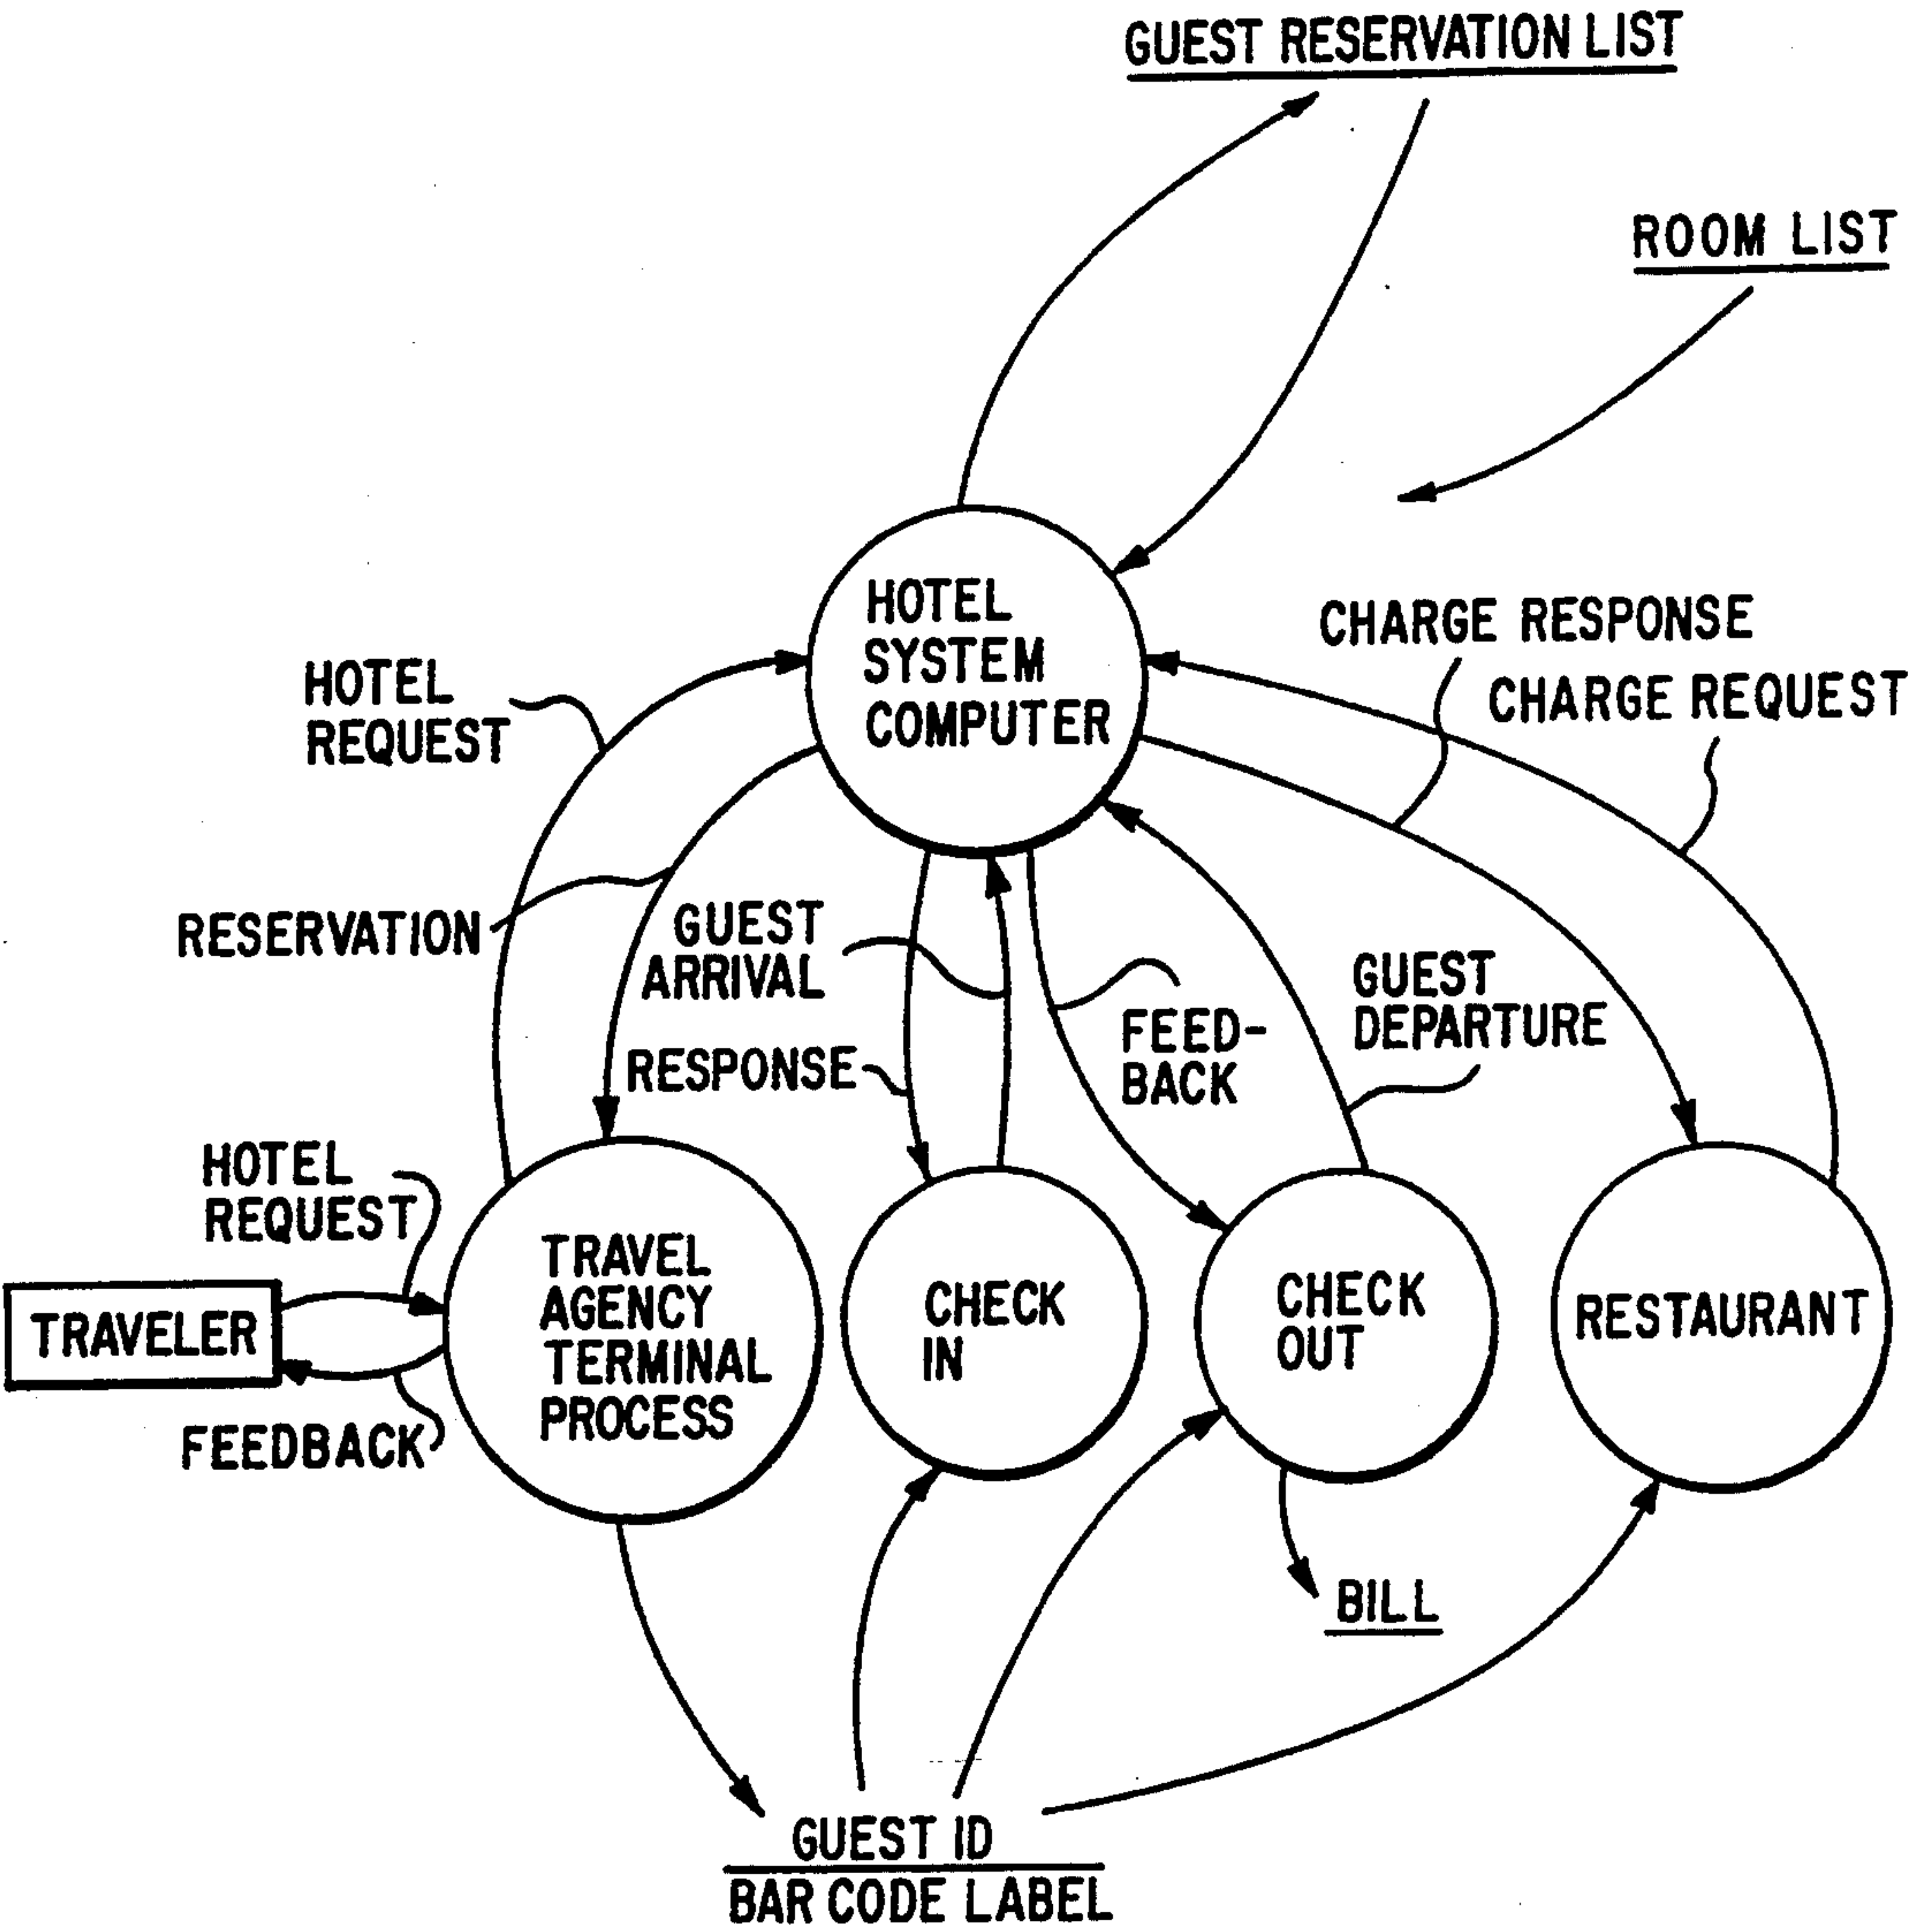 GUEST RESERVATION LIST
ROOM LIST
HOTEL
SYSTEM
COMPUTER
CHARGE RESPONSE
CHARGE REQUEST
HOTEL
REQUEST
RESERVATION
GUEST
ARRIVAL
RESPONSE
FEED-
BACK
GUEST
DEPARTURE
HOTEL
REQUEST
TRAVELER
FEEDBACK
TRAVEL
AGENCY
TERMINAL
PROCESS
CHECK
IN
CHECK
OUT
RESTAURANT
BILL
GUEST ID
BAR CODE LABEL